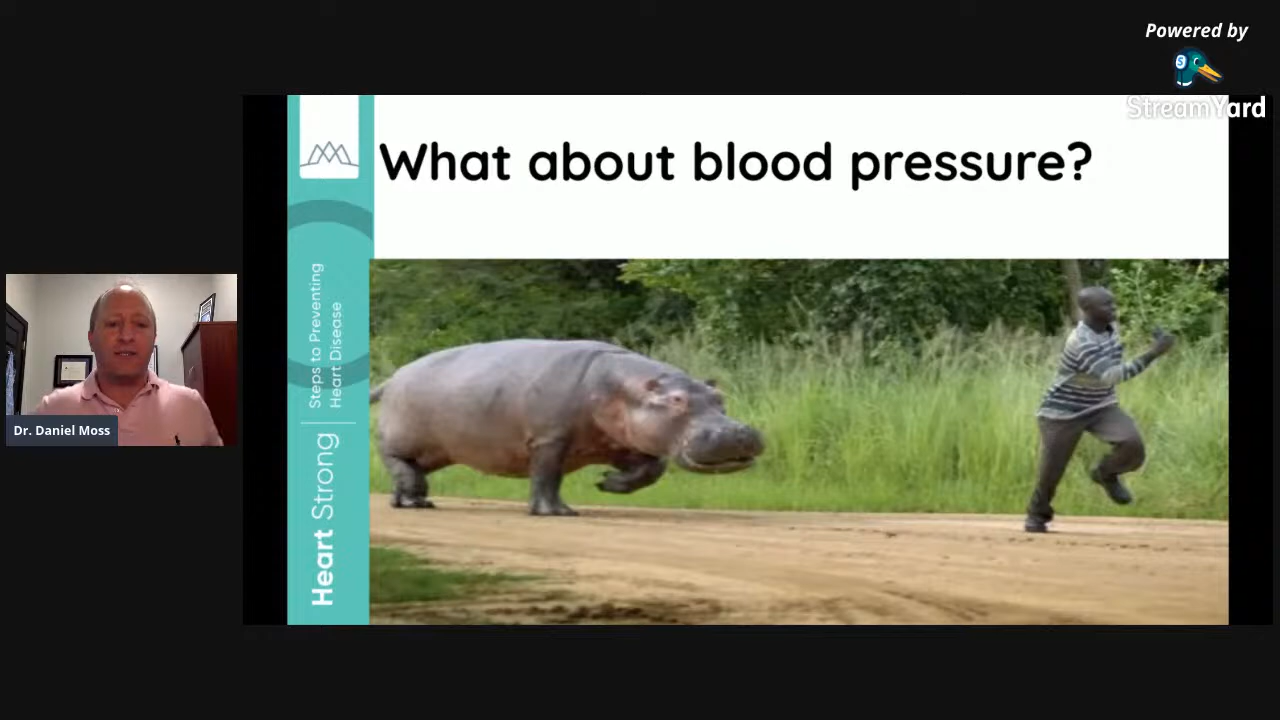 Powered by
StreamYard
What about blood pressure?
Heart Strong
Steps to Preventing
Heart Disease
Dr. Daniel Moss